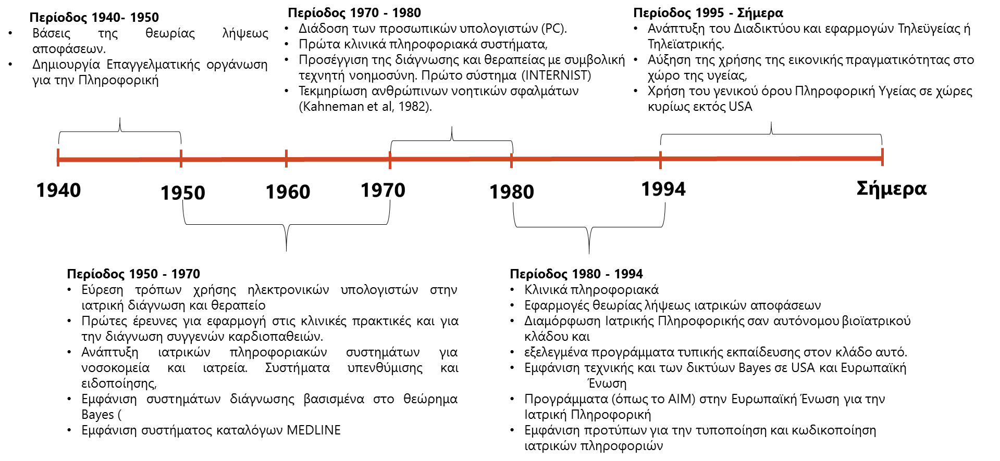 Περίοδος 1940- 1950
• Βάσεις της θεωρίας λήψεως
αποφάσεων.
• Δημιουργία Επαγγελματικής οργάνωση
για την Πληροφορική
Περίοδος 1970 - 1980
• Διάδοση των προσωπικών υπολογιστών (PC).
• Πρώτα κλινικά πληροφοριακά συστήματα,
• Προσέγγιση της διάγνωσης και θεραπείας με συμβολική
τεχνητή νοημοσύνη. Πρώτο σύστημα (INTERNIST)
• Τεκμηρίωση ανθρώπινων νοητικών σφαλμάτων
(Kahneman et al, 1982).
Περίοδος 1995 - Σήμερα
• Ανάπτυξη του Διαδικτύου και εφαρμογών Τηλεϋγείας ή
Τηλεϊατρικής.
• Αύξηση της χρήσης της εικονικής πραγματικότητας στο
χώρο της υγείας,
• Χρήση του γενικού όρου Πληροφορική Υγείας σε χώρες
κυρίως εκτός USA
1940
1950
1960
1970
1980
1994
Σήμερα
Περίοδος 1950 - 1970
• Εύρεση τρόπων χρήσης ηλεκτρονικών υπολογιστών στην
ιατρική διάγνωση και θεραπείο
• Πρώτες έρευνες για εφαρμογή στις κλινικές πρακτικές και για
την διάγνωση συγγενών καρδιοπαθειών.
• Ανάπτυξη ιατρικών πληροφοριακών συστημάτων για
νοσοκομεία και ιατρεία. Συστήματα υπενθύμισης και
ειδοποίησης,
• Εμφάνιση συστημάτων διάγνωσης βασισμένα στο θεώρημα
Bayes (
• Εμφάνιση συστήματος καταλόγων MEDLINE
Περίοδος 1980 - 1994
• Κλινικά πληροφοριακά
• Εφαρμογές θεωρίας λήψεως ιατρικών αποφάσεων
• Διαμόρφωση Ιατρικής Πληροφορικής σαν αυτόνομου βιοϊατρικού
κλάδου και
• εξελεγμένα προγράμματα τυπικής εκπαίδευσης στον κλάδο αυτό.
• Εμφάνιση τεχνικής και των δικτύων Bayes σε USA και Ευρωπαϊκή
Ένωση
• Προγράμματα (όπως το AIM) στην Ευρωπαϊκή Ένωση για την
Ιατρική Πληροφορική
• Εμφάνιση προτύπων για την τυποποίηση και κωδικοποίηση
ιατρικών πληροφοριών